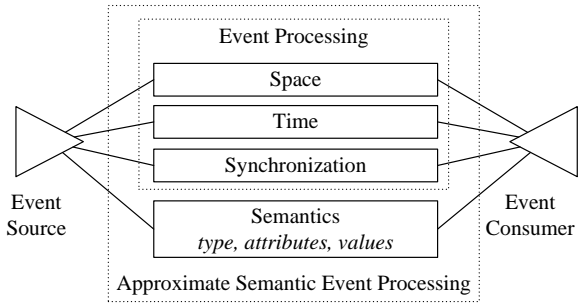 Event Processing
Space
Time
Synchronization
Event
Source
Semantics
type, attributes, values
Event
Consumer
Approximate Semantic Event Processing